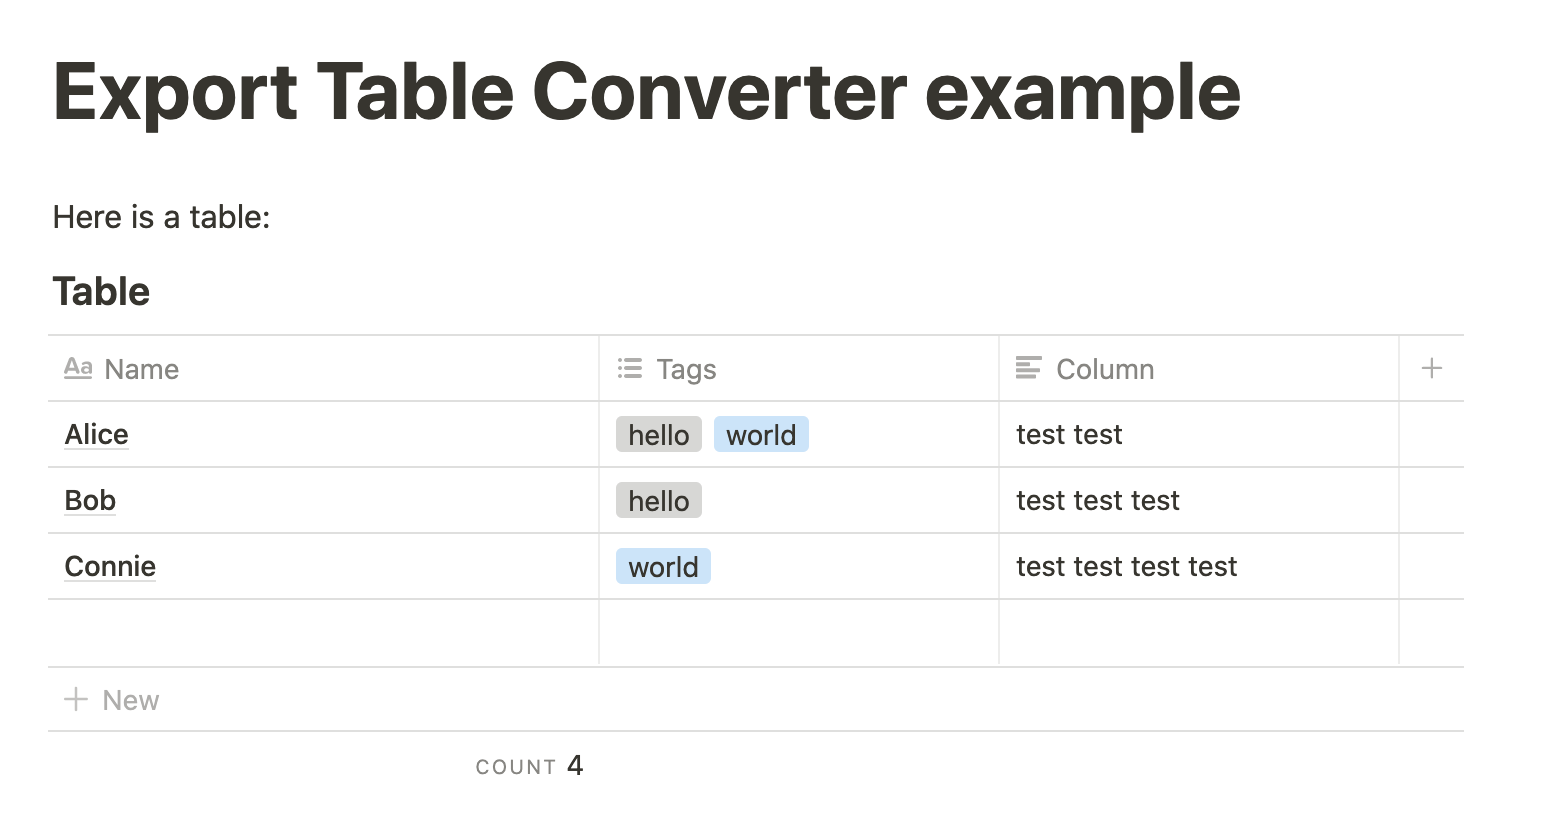 Export Table Converter example
Here is a table:
Table
Aa Name Tags Column +
Alice hello world test test
Bob hello test test test
Connie world test test test test
+ New
COUNT 4